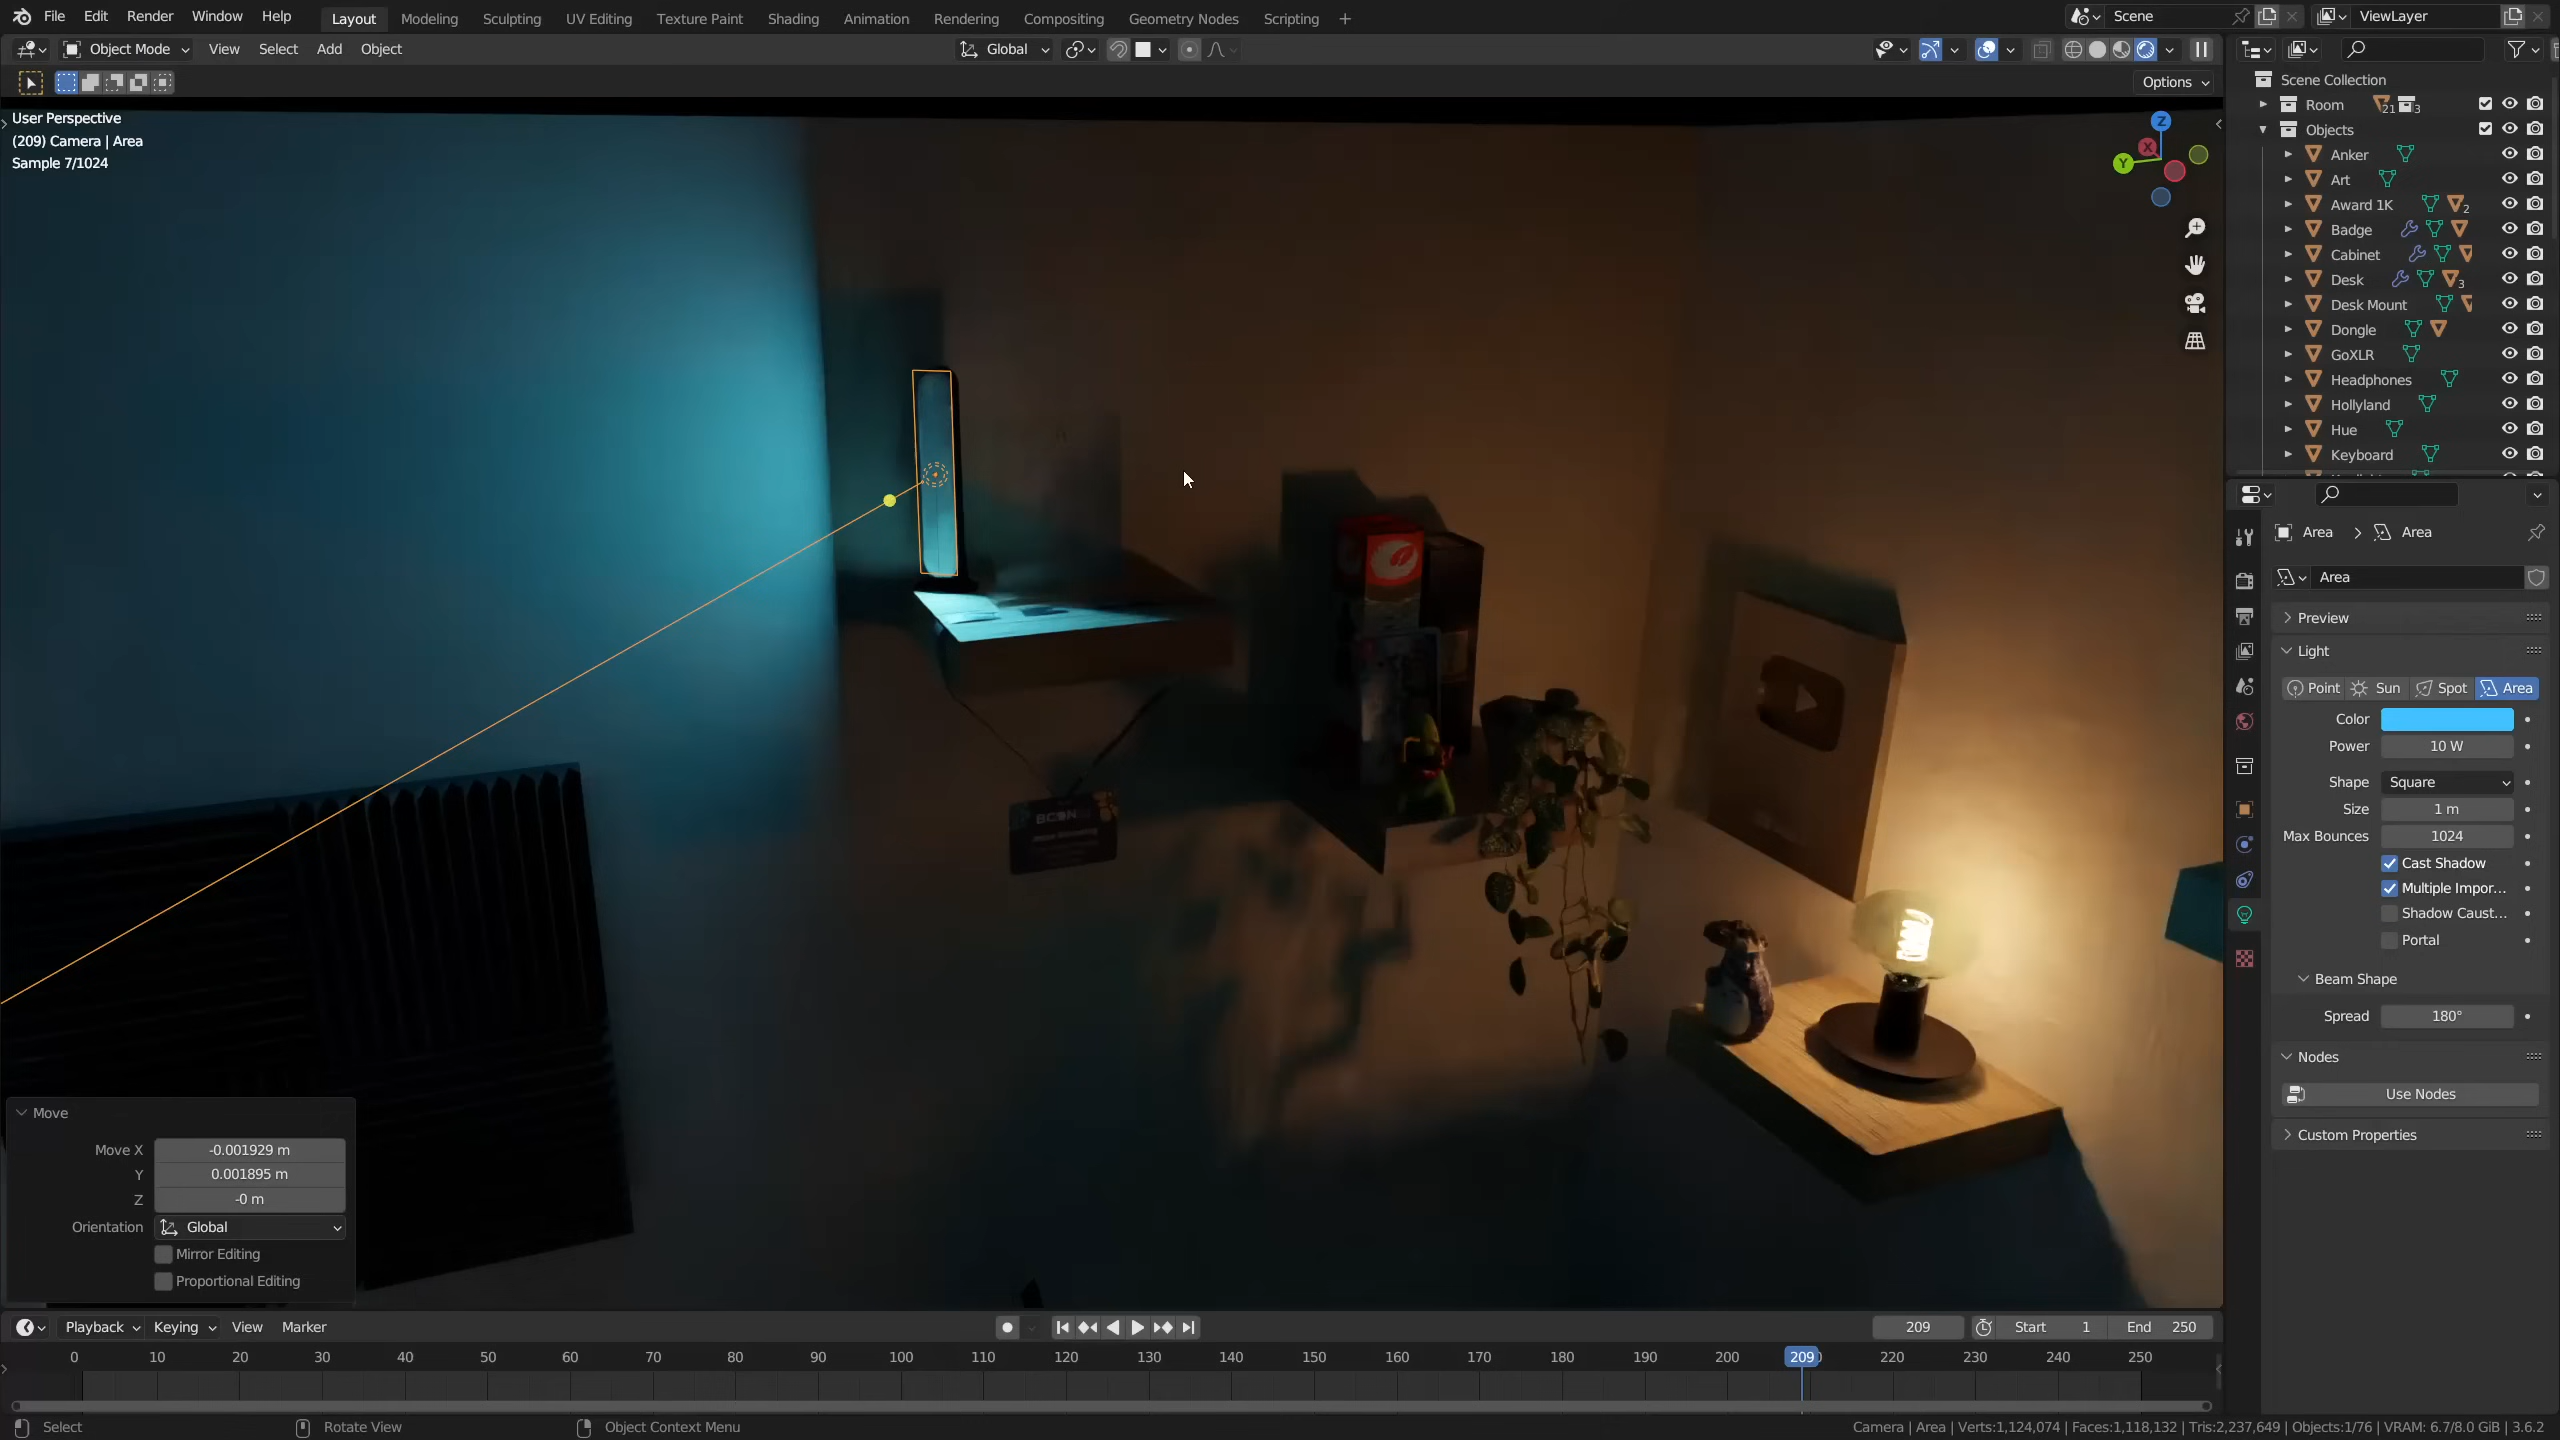 File Edit Render Window Help Layout Modeling Sculpting UV Editing Texture Paint Shading Animation Rendering Compositing Geometry Nodes Scripting + Scene ViewLayer
Object Mode View Select Add Object Global
Options
User Perspective
(209) Camera | Area
Sample 7/1024
Z
X
Y
BCON
Scene Collection
Room 21 3
Objects
Anker
Art
Award 1K 2
Badge
Cabinet
Desk 3
Desk Mount
Dongle
GoXLR
Headphones
Hollyland
Hue
Keyboard
Area > Area
Area
Preview
Light
Point Sun Spot Area
Color
Power 10 W
Shape Square
Size 1 m
Max Bounces 1024
Cast Shadow
Multiple Impor...
Shadow Caust...
Portal
Beam Shape
Spread 180°
Nodes
Use Nodes
Custom Properties
Move
Move X -0.001929 m
Y 0.001895 m
Z -0 m
Orientation Global
Mirror Editing
Proportional Editing
Playback Keying View Marker 209 Start 1 End 250
0 10 20 30 40 50 60 70 80 90 100 110 120 130 140 150 160 170 180 190 200 209 220 230 240 250
Select Rotate View Object Context Menu Camera | Area | Verts:1,124,074 | Faces:1,118,132 | Tris:2,237,649 | Objects:1/76 | VRAM: 6.7/8.0 GiB | 3.6.2